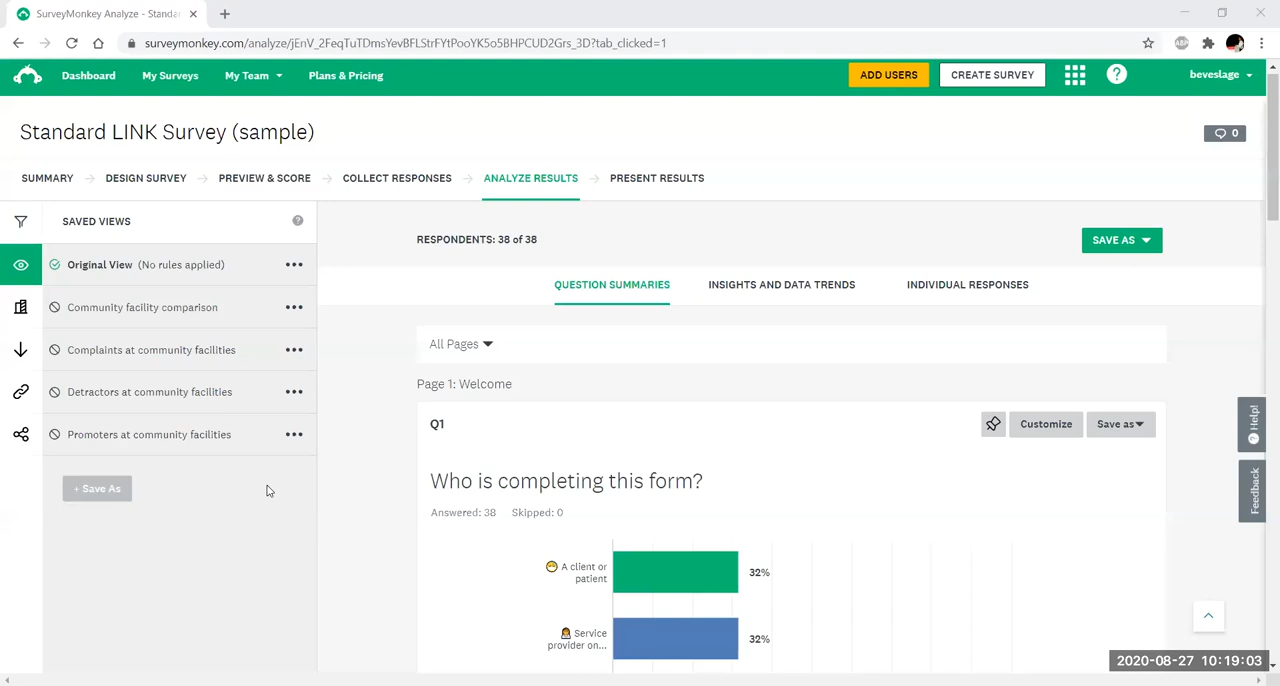 SurveyMonkey Analyze - Standar
surveymonkey.com/analyze/jEnV_2FeqTuTDmsYevBFLStrFYtPooYK5o5BHPCUD2Grs_3D?tab_clicked=1
ABP
Dashboard My Surveys My Team Plans & Pricing ADD USERS CREATE SURVEY ? beveslage
Standard LINK Survey (sample)
0
SUMMARY DESIGN SURVEY PREVIEW & SCORE COLLECT RESPONSES ANALYZE RESULTS PRESENT RESULTS
SAVED VIEWS ?
RESPONDENTS: 38 of 38
SAVE AS
Original View (No rules applied)
QUESTION SUMMARIES INSIGHTS AND DATA TRENDS INDIVIDUAL RESPONSES
Community facility comparison
Complaints at community facilities
Detractors at community facilities
Promoters at community facilities
+ Save As
All Pages
Page 1: Welcome
Q1
Customize Save as
Who is completing this form?
Answered: 38 Skipped: 0
A client or
patient
32%
Service
provider on...
32%
Help!
Feedback
2020-08-27 10:19:03